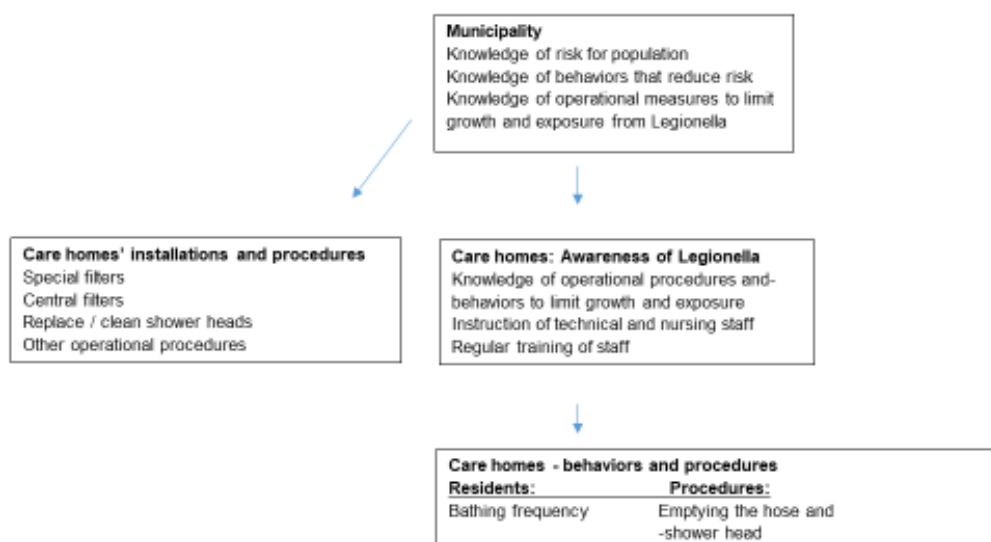 Municipality
Knowledge of risk for population
Knowledge of behaviors that reduce risk
Knowledge of operational measures to limit
growth and exposure from Legionella
Care homes' installations and procedures
Special filters
Central filters
Replace / clean shower heads
Other operational procedures
Care homes: Awareness of Legionella
Knowledge of operational procedures and-
behaviors to limit growth and exposure
Instruction of technical and nursing staff
Regular training of staff
Care homes - behaviors and procedures
Residents: Procedures:
Bathing frequency Emptying the hose and
-shower head